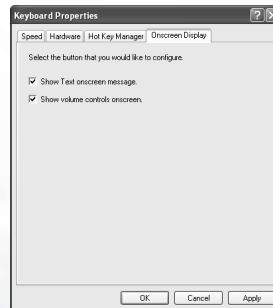 Keyboard Properties
Speed Hardware Hot Key Manager Onscreen Display
Select the button that you would like to configure.
Show Text onscreen message.
Show volume controls onscreen.
OK Cancel Apply